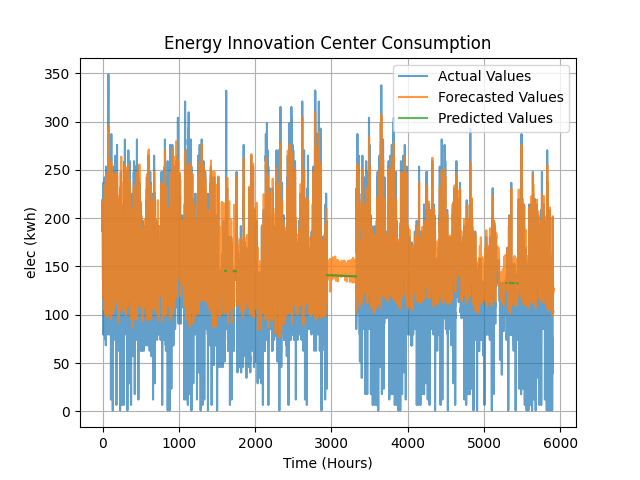 Energy Innovation Center Consumption
Actual Values
Forecasted Values
Predicted Values
350
300
250
200
150
100
50
0
elec (kwh)
0 1000 2000 3000 4000 5000 6000
Time (Hours)